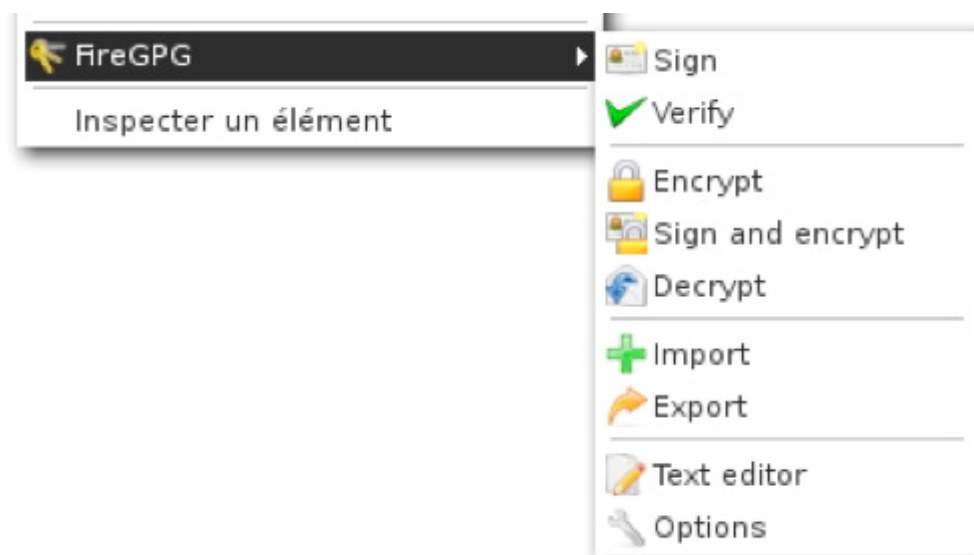 FireGPG
Inspecter un élément
Sign
Verify
Encrypt
Sign and encrypt
Decrypt
Import
Export
Text editor
Options